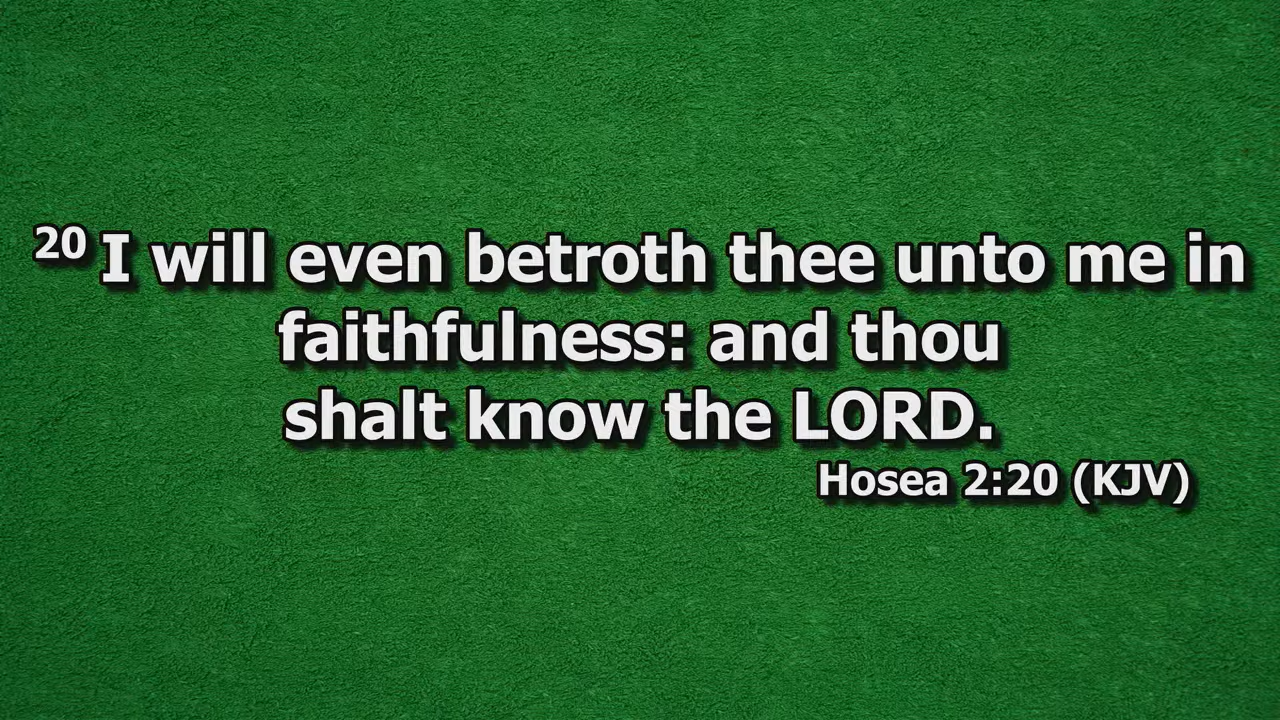 20 I will even betroth thee unto me in
faithfulness: and thou
shalt know the LORD.
Hosea 2:20 (KJV)